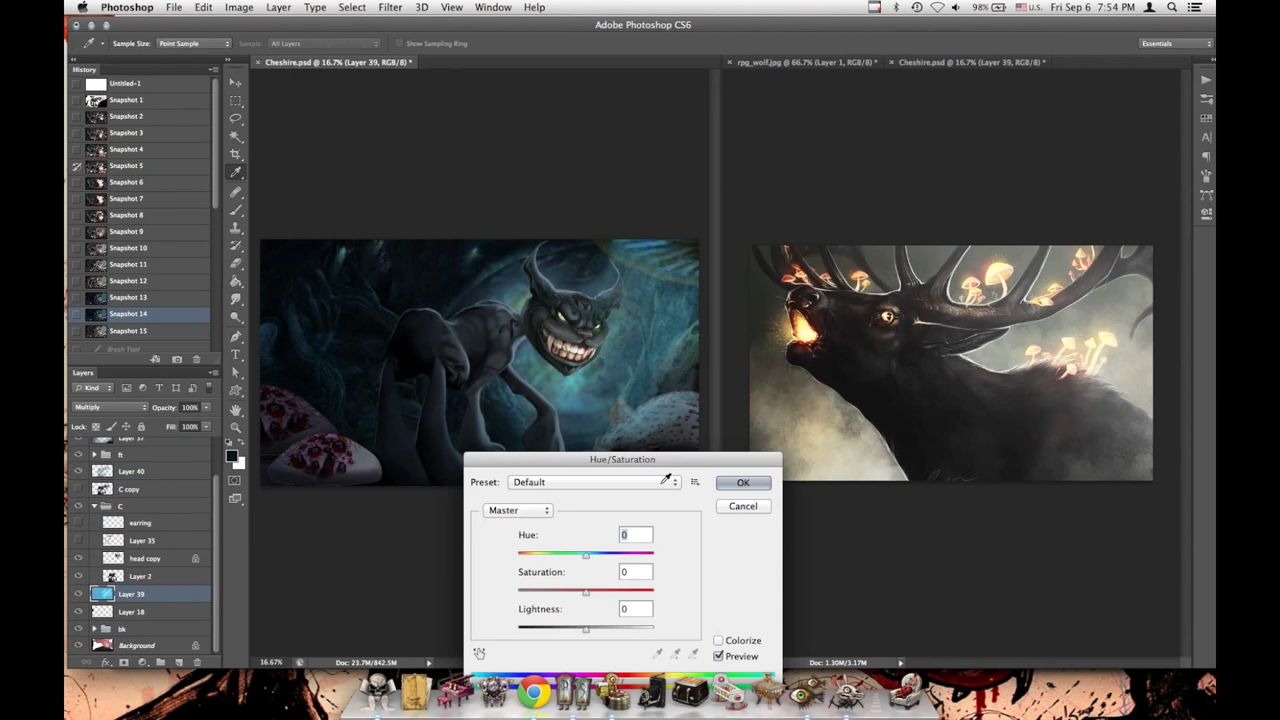 Photoshop File Edit Image Layer Type Select Filter 3D View Window Help 98% U.S. Fri Sep 6 7:54 PM
Adobe Photoshop CS6
Sample Size: Point Sample Sample: All Layers Show Sampling Ring Essentials
Cheshire.psd @ 16.7% (Layer 39, RGB/8) *
rpg_wolf.jpg @ 66.7% (Layer 1, RGB/8) *
Cheshire.psd @ 16.7% (Layer 39, RGB/8) *
History
Untitled-1
Snapshot 1
Snapshot 2
Snapshot 3
Snapshot 4
Snapshot 5
Snapshot 6
Snapshot 7
Snapshot 8
Snapshot 9
Snapshot 10
Snapshot 11
Snapshot 12
Snapshot 13
Snapshot 14
Snapshot 15
Brush Tool
Layers
Kind
Multiply Opacity: 100%
Lock: Fill: 100%
Layer 37
ft
Layer 40
C copy
C
earring
Layer 35
head copy
Layer 2
Layer 39
Layer 18
bk
Background
Hue/Saturation
Preset: Default OK
Cancel
Master
Hue: 0
Saturation: 0
Lightness: 0
Colorize
Preview
16.67% Doc: 23.7M/842.5M
Doc: 1.30M/3.17M